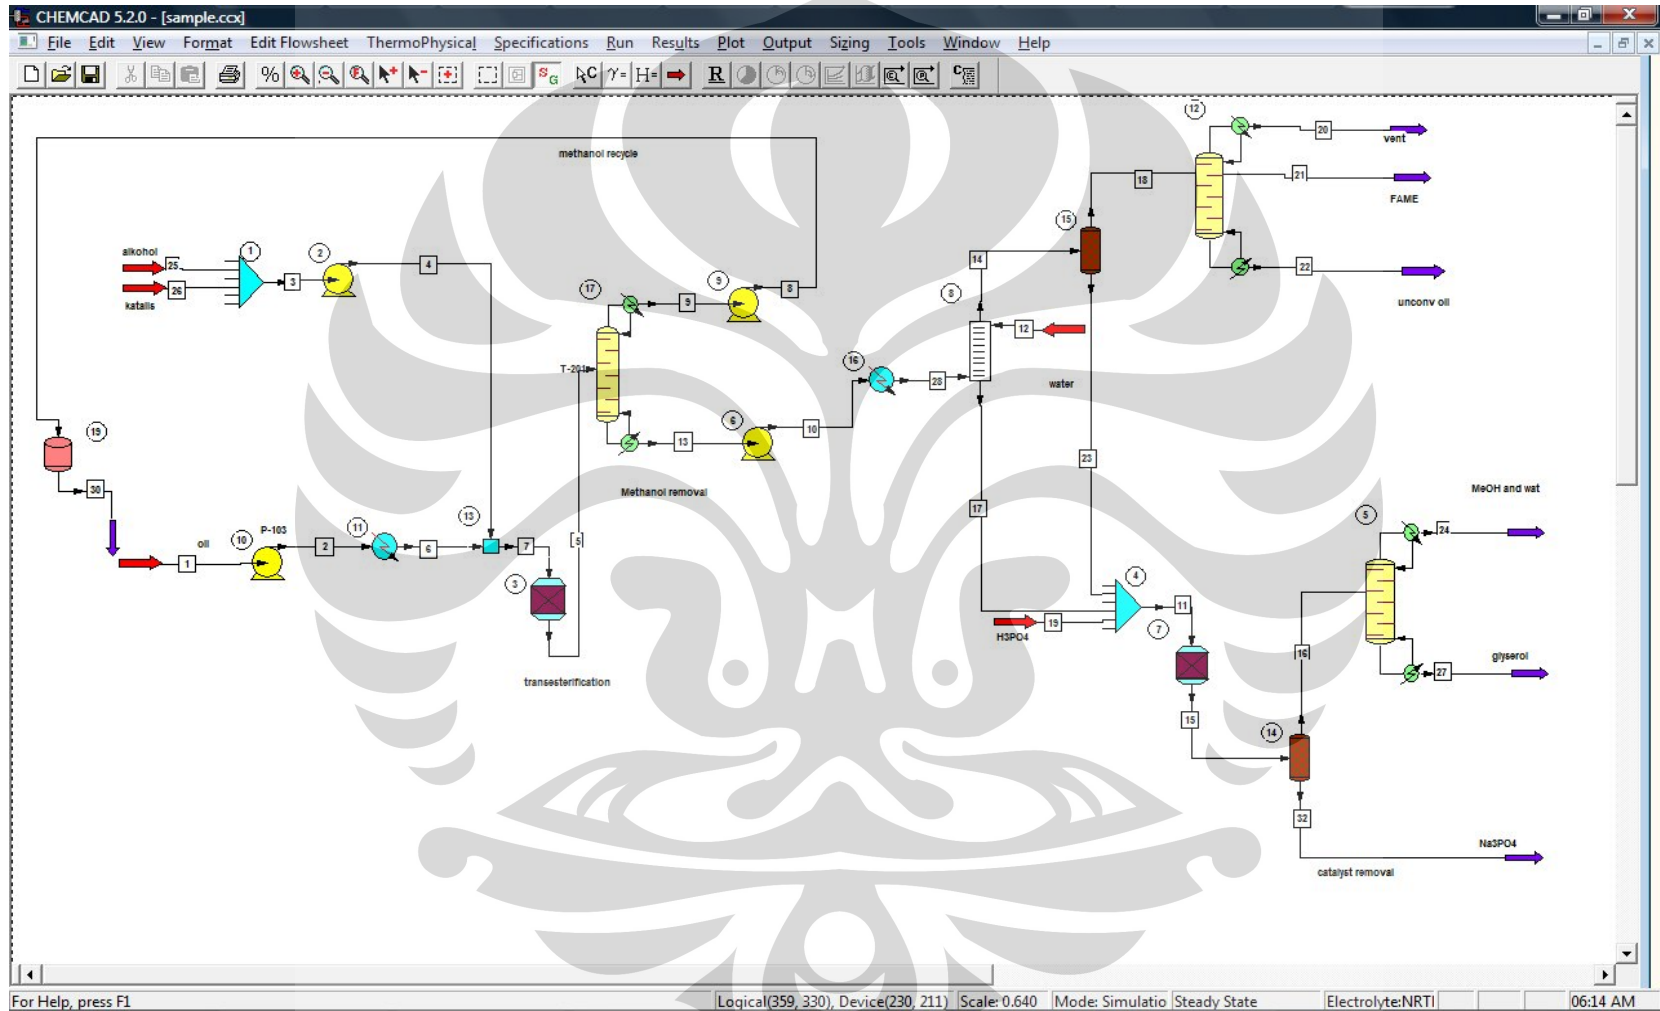 CHEMCAD 5.2.0 - [sample.ccx]
File Edit View Format Edit Flowsheet ThermoPhysical Specifications Run Results Plot Output Sizing Tools Window Help
% C γ= H= R
S G
12
20
vent
methanol recycle
18
21
FAME
15
alkohol
25
1
2
4
3
katalis
26
14
22
unconv oil
17
9
9
8
8
12
16
T-201
28
water
6
10
13
19
23
Methanol removal
MeOH and wat
30
17
5
24
oil
10
P-103
2
11
6
13
7
[5]
3
4
11
H3PO4
19
7
16
glyserol
27
transesterification
15
14
32
Na3PO4
catalyst removal
1
For Help, press F1
Logical(359, 330), Device(230, 211) Scale: 0.640 Mode: Simulatio Steady State Electrolyte:NRTI 06:14 AM